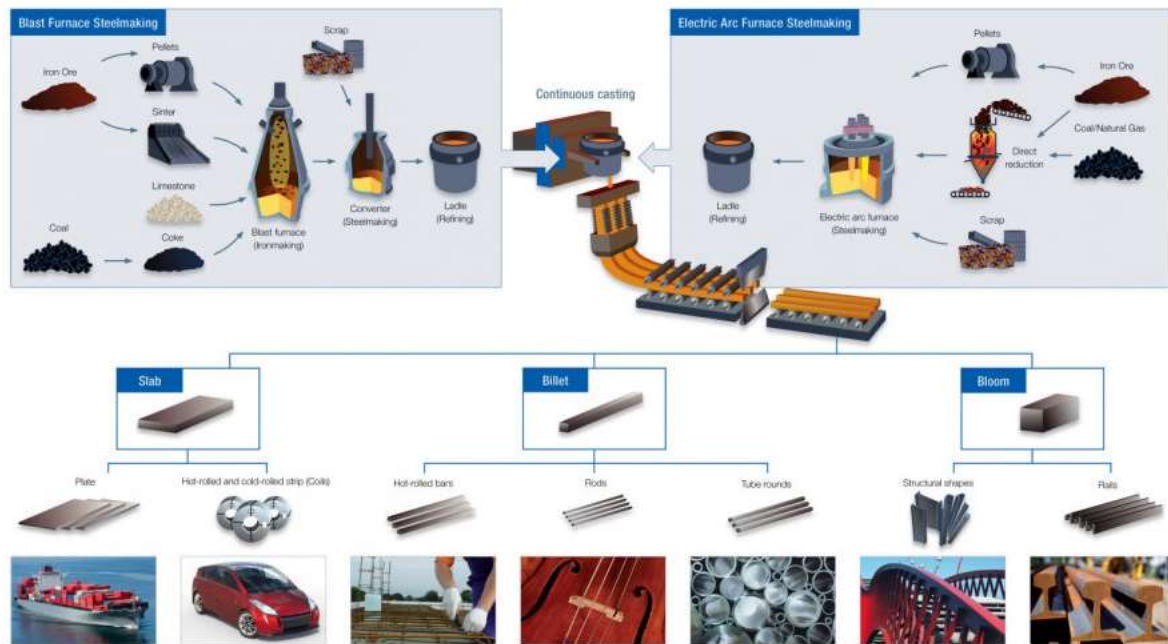 Blast Furnace Steelmaking
Iron Ore
Pellets
Sinter
Limestone
Coal
Coke
Scrap
Blast furnace
(Ironmaking)
Converter
(Steelmaking)
Ladle
(Refining)
Continuous casting
Electric Arc Furnace Steelmaking
Pellets
Iron Ore
Coal/Natural Gas
Direct
reduction
Ladle
(Refining)
Electric arc furnace
(Steelmaking)
Scrap
Slab
Billet
Bloom
Plate
Hot-rolled and cold-rolled strip (Coils)
Hot-rolled bars
Rods
Tube rounds
Structural shapes
Rails